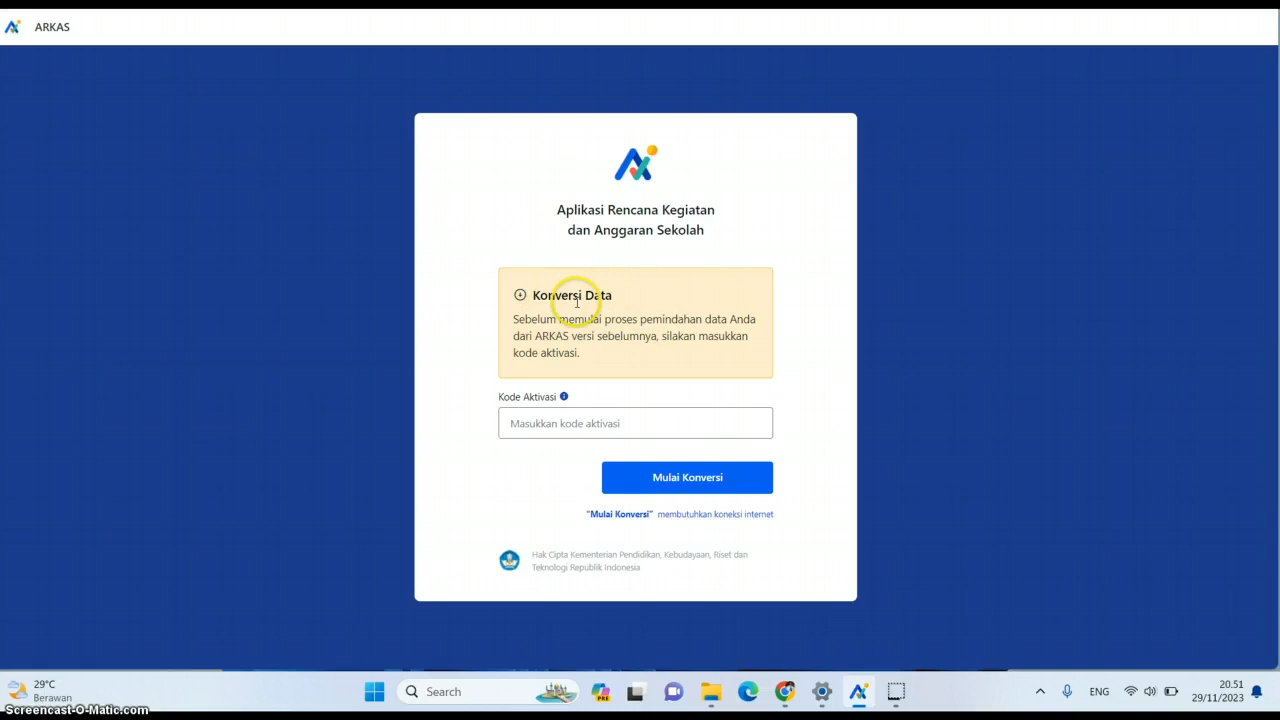 ARKAS
Aplikasi Rencana Kegiatan
dan Anggaran Sekolah
Konversi Data
Sebelum memulai proses pemindahan data Anda
dari ARKAS versi sebelumnya, silakan masukkan
kode aktivasi.
Kode Aktivasi
Masukkan kode aktivasi
Mulai Konversi
"Mulai Konversi" membutuhkan koneksi internet
Hak Cipta Kementerian Pendidikan, Kebudayaan, Riset dan
Teknologi Republik Indonesia
29°C
Berawan
Search
PRE
ENG
20.51
29/11/2023
Screencast-O-Matic.com